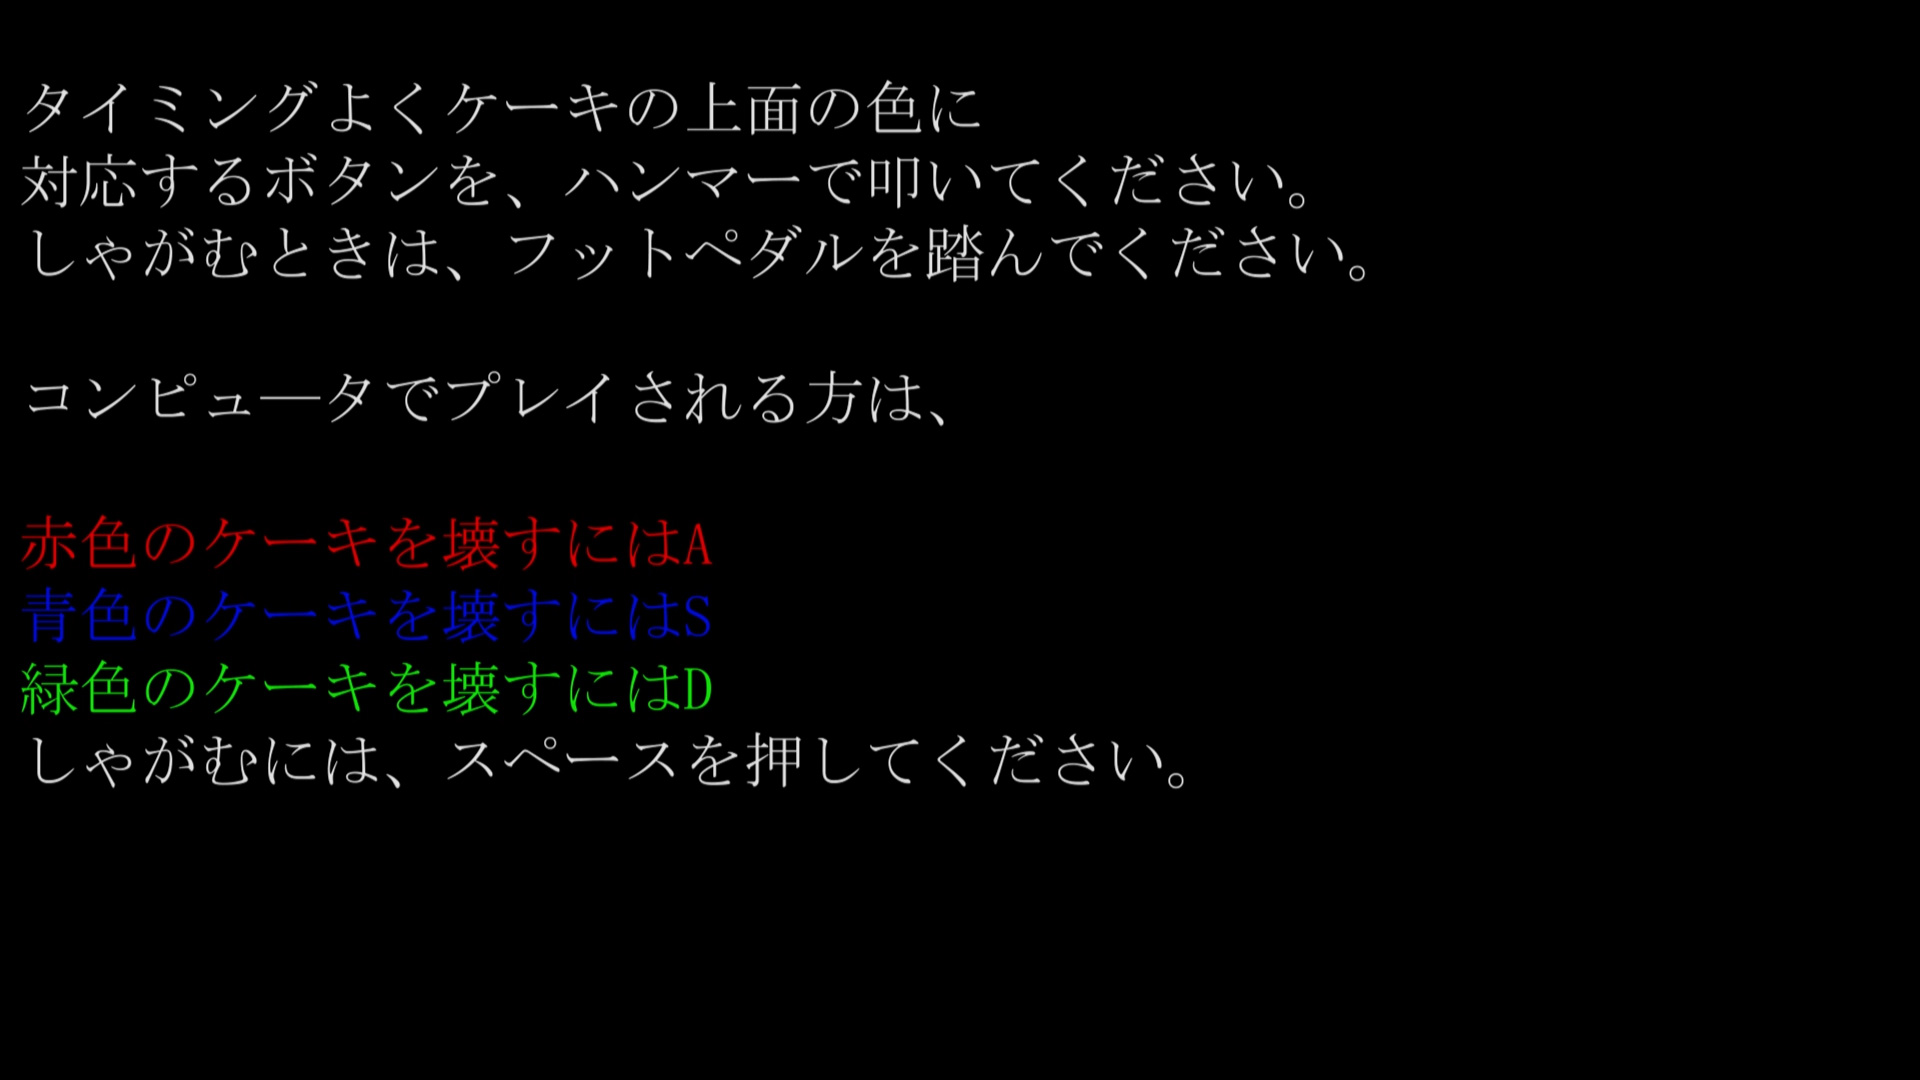 タイミングよくケーキの上面の色に
対応するボタンを、ハンマーで叩いてください。
しゃがむときは、フットペダルを踏んでください。
コンピュ―タでプレイされる方は、
赤色のケーキを壊すにはA
青色のケーキを壊すにはS
緑色のケーキを壊すにはD
しゃがむには、スペースを押してください。